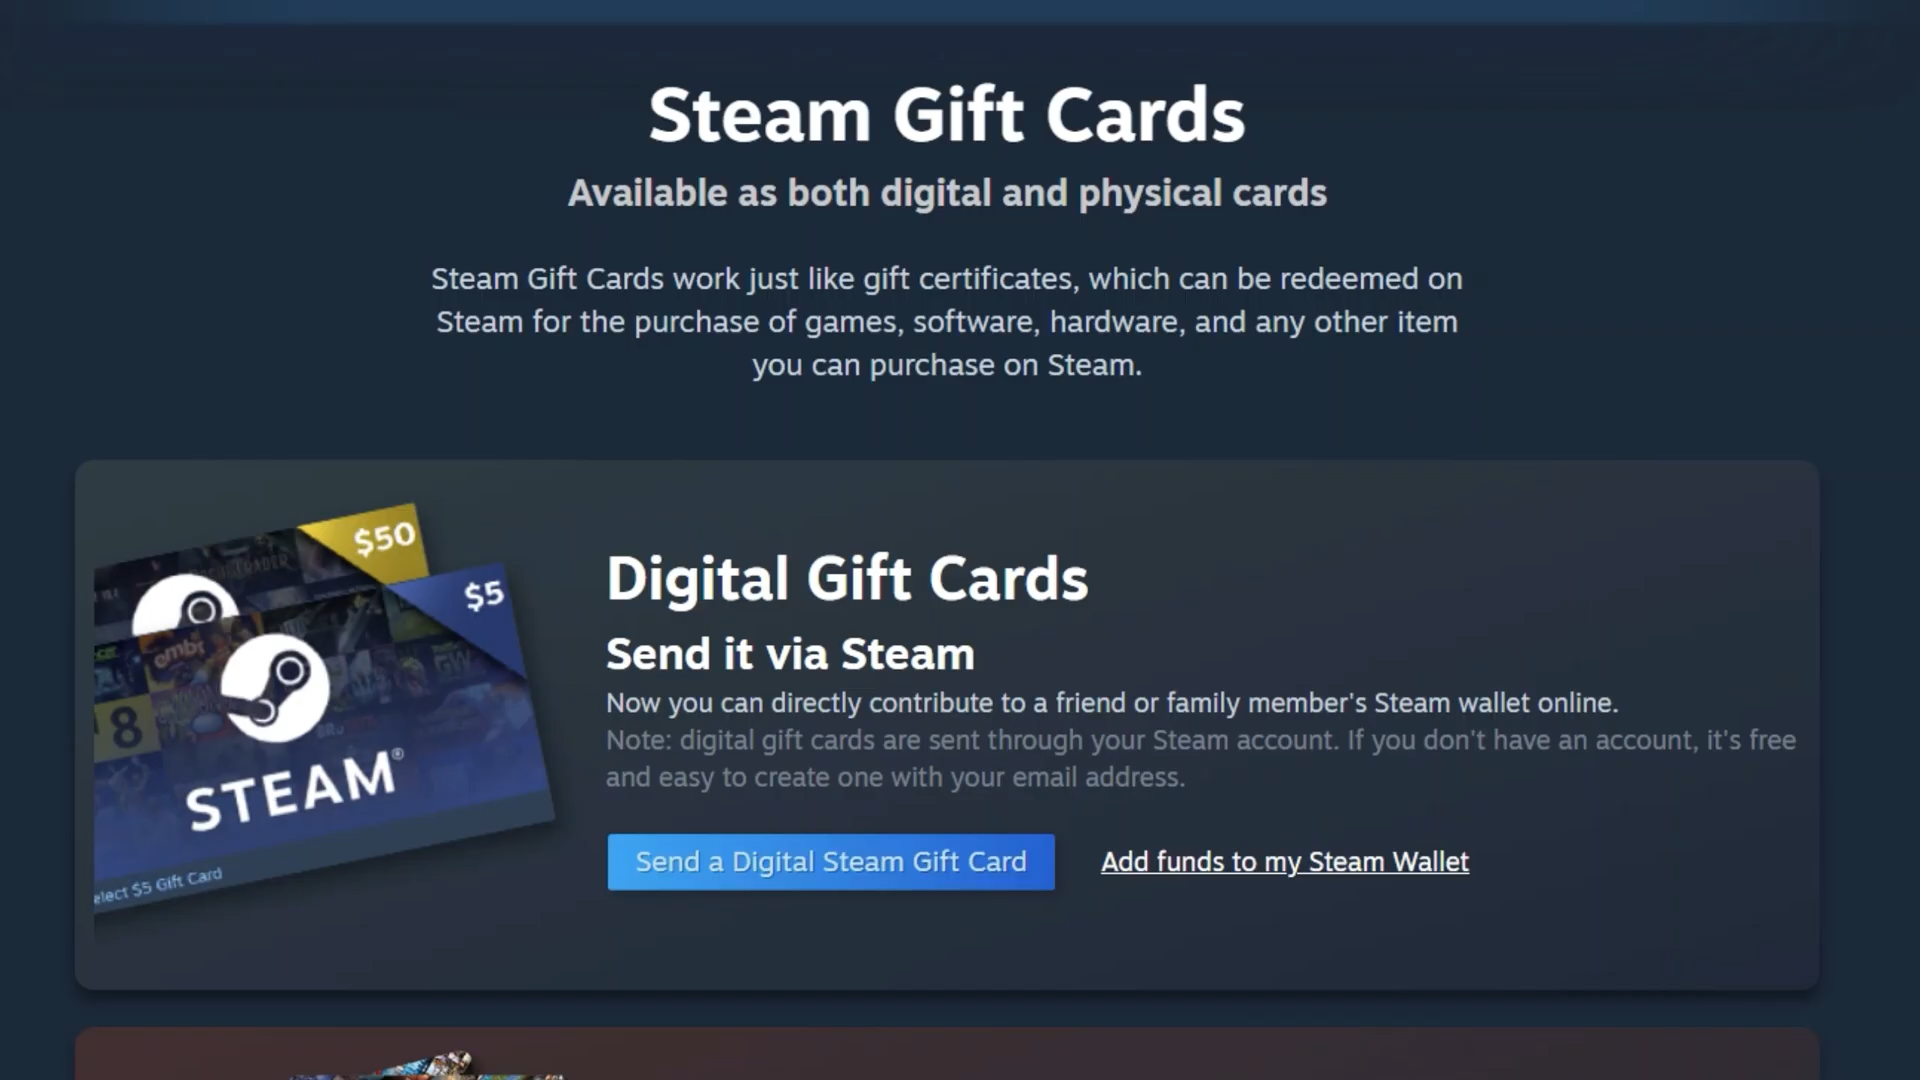 Steam Gift Cards
Available as both digital and physical cards
Steam Gift Cards work just like gift certificates, which can be redeemed on
Steam for the purchase of games, software, hardware, and any other item
you can purchase on Steam.
$50
$5
embr
8
STEAM®
elect $5 Gift Card
Digital Gift Cards
Send it via Steam
Now you can directly contribute to a friend or family member's Steam wallet online.
Note: digital gift cards are sent through your Steam account. If you don't have an account, it's free
and easy to create one with your email address.
Send a Digital Steam Gift Card
Add funds to my Steam Wallet